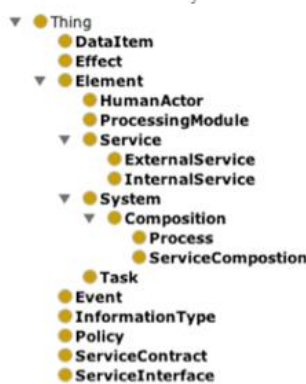 Thing
DataItem
Effect
Element
HumanActor
ProcessingModule
Service
ExternalService
InternalService
System
Composition
Process
ServiceCompostion
Task
Event
InformationType
Policy
ServiceContract
ServiceInterface